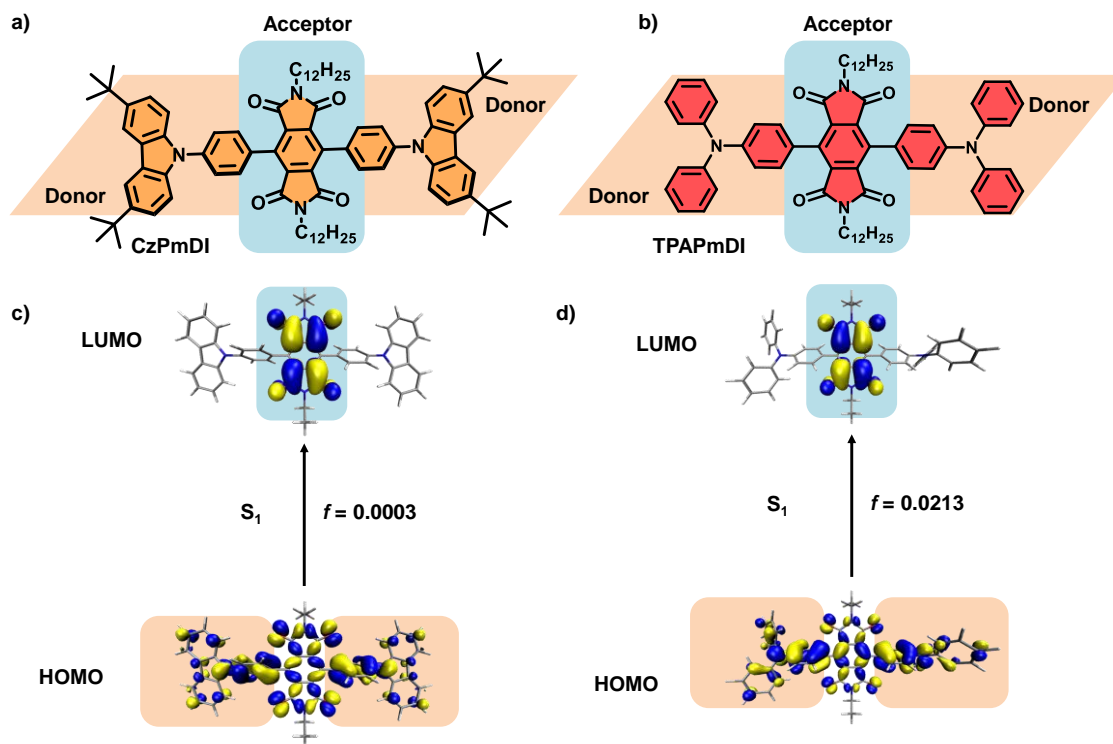 a)
Acceptor
C12H25
N
O
O
Donor
N
N
O
O
N
C12H25
Donor
CzPmDI
b)
Acceptor
C12H25
N
O
O
Donor
N
N
O
O
N
C12H25
Donor
TPAPmDI
c)
LUMO
S1
f = 0.0003
HOMO
d)
LUMO
S1
f = 0.0213
HOMO